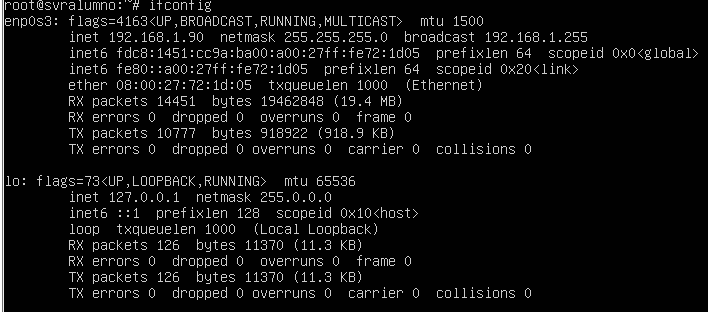 root@svralumno:~# ifconfig
enp0s3: flags=4163<UP,BROADCAST,RUNNING,MULTICAST>  mtu 1500
        inet 192.168.1.90  netmask 255.255.255.0  broadcast 192.168.1.255
        inet6 fdc8:1451:cc9a:ba00:a00:27ff:fe72:1d05  prefixlen 64  scopeid 0x0<global>
        inet6 fe80::a00:27ff:fe72:1d05  prefixlen 64  scopeid 0x20<link>
        ether 08:00:27:72:1d:05  txqueuelen 1000  (Ethernet)
        RX packets 14451  bytes 19462848 (19.4 MB)
        RX errors 0  dropped 0  overruns 0  frame 0
        TX packets 10777  bytes 918922 (918.9 KB)
        TX errors 0  dropped 0 overruns 0  carrier 0  collisions 0

lo: flags=73<UP,LOOPBACK,RUNNING>  mtu 65536
        inet 127.0.0.1  netmask 255.0.0.0
        inet6 ::1  prefixlen 128  scopeid 0x10<host>
        loop  txqueuelen 1000  (Local Loopback)
        RX packets 126  bytes 11370 (11.3 KB)
        RX errors 0  dropped 0  overruns 0  frame 0
        TX packets 126  bytes 11370 (11.3 KB)
        TX errors 0  dropped 0 overruns 0  carrier 0  collisions 0